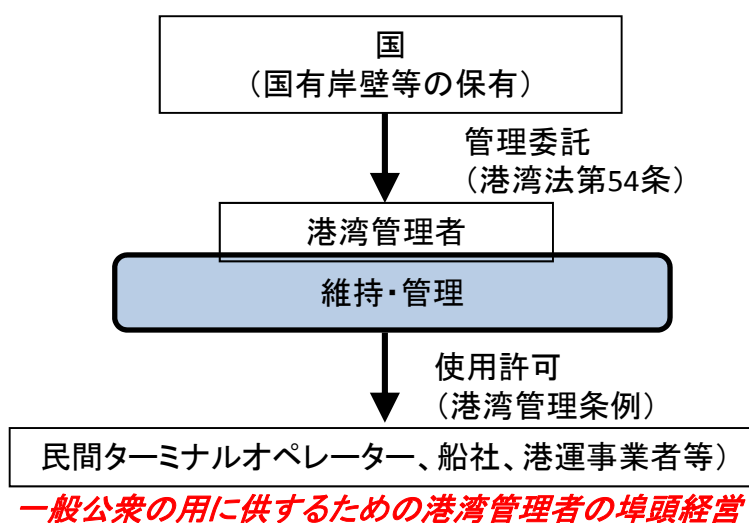 国
（国有岸壁等の保有）
管理委託
（港湾法第54条）
港湾管理者
維持・管理
使用許可
（港湾管理条例）
民間ターミナルオペレーター、船社、港運事業者等）
一般公衆の用に供するための港湾管理者の埠頭経営